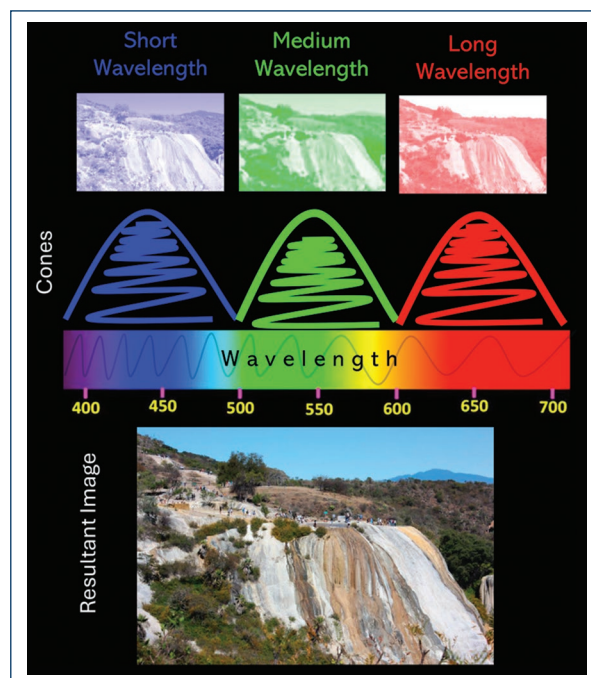 Short
Wavelength
Medium
Wavelength
Long
Wavelength
Cones
Wavelength
400 450 500 550 600 650 700
Resultant Image